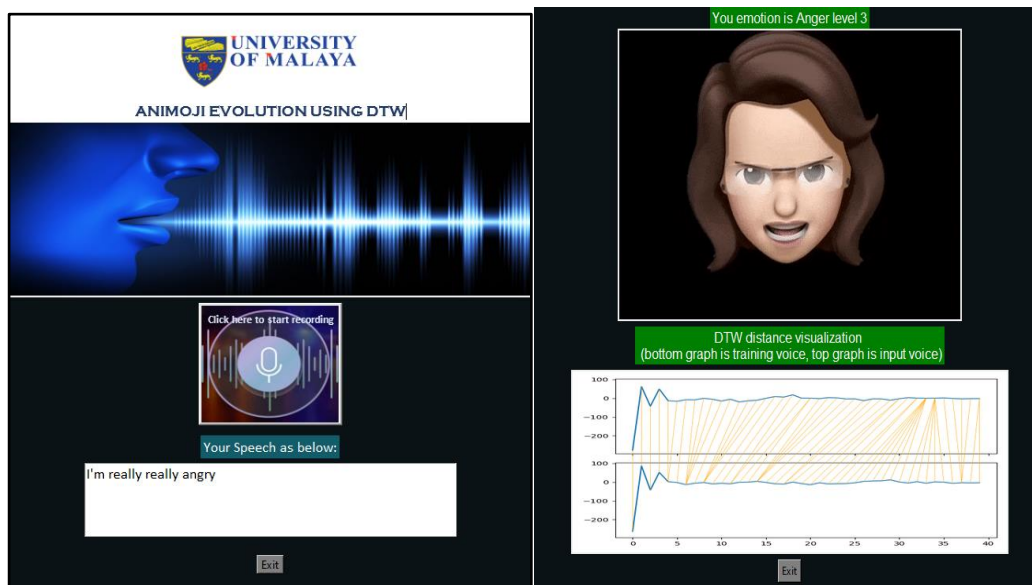 UNIVERSITY
OF MALAYA
ANIMOJI EVOLUTION USING DTW
Click here to start recording
Your Speech as below:
I'm really really angry
Exit
You emotion is Anger level 3
DTW distance visualization
(bottom graph is training voice, top graph is input voice)
100
0
−100
−200
100
0
−100
−200
0 5 10 15 20 25 30 35 40
Exit